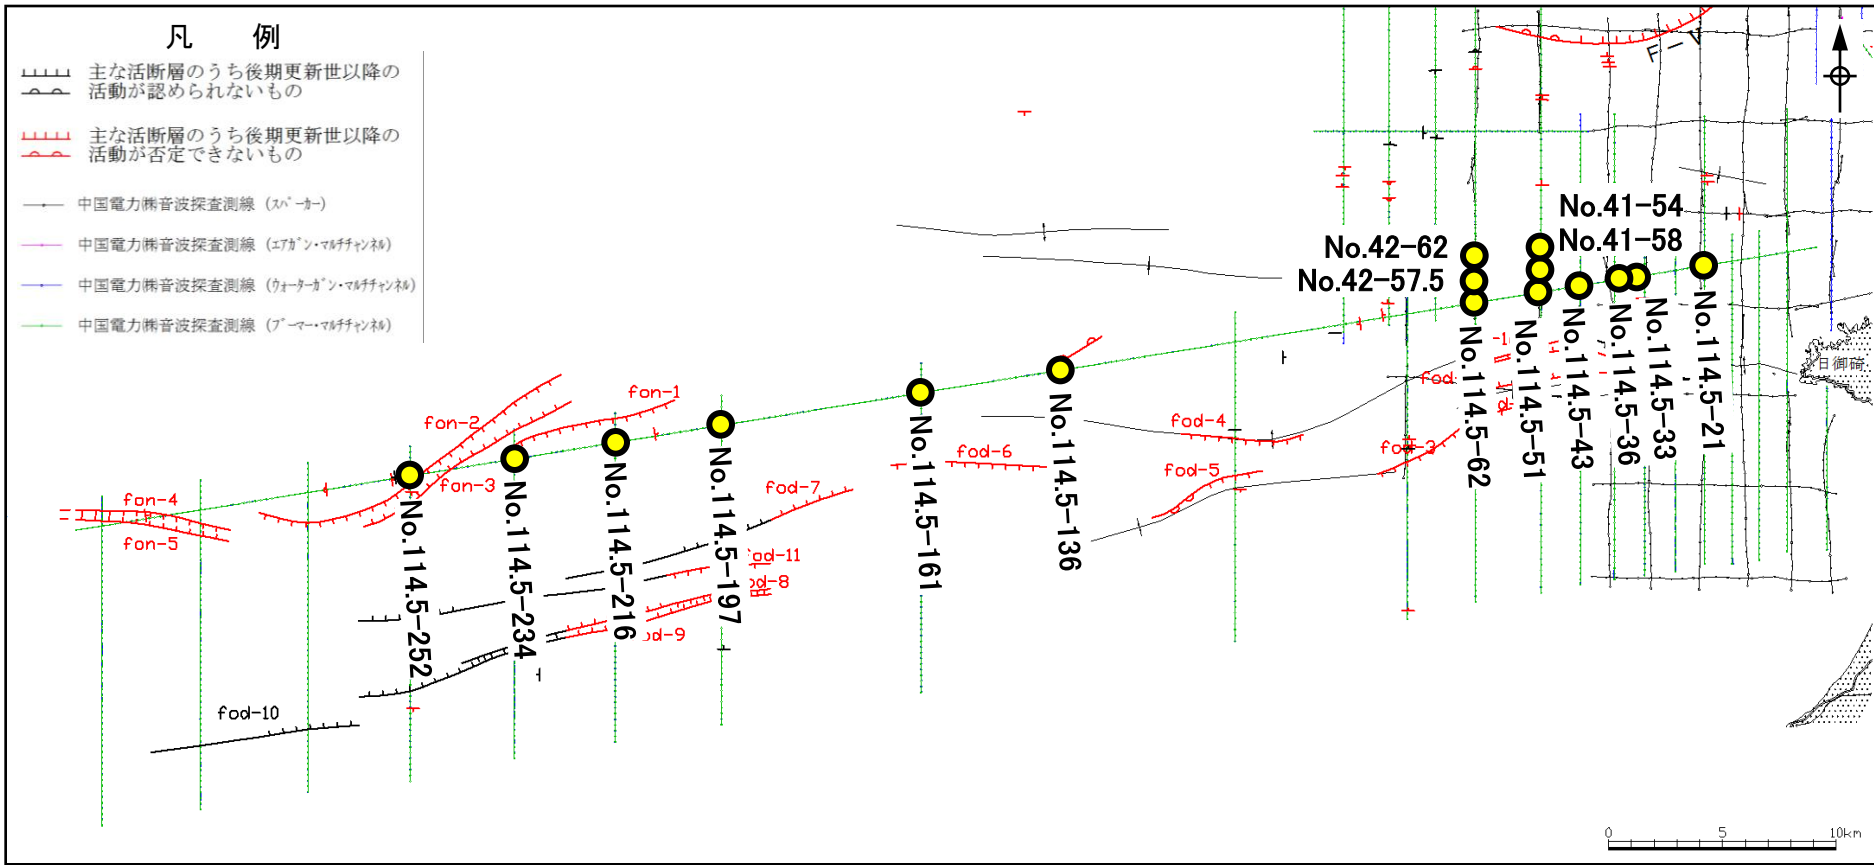 凡 例
主な活断層のうち後期更新世以降の
活動が認められないもの
主な活断層のうち後期更新世以降の
活動が否定できないもの
中国電力㈱音波探査測線 (スパーカー)
中国電力㈱音波探査測線 (エアガン・マルチチャンネル)
中国電力㈱音波探査測線 (ウォーターガン・マルチチャンネル)
中国電力㈱音波探査測線 (ブーマー・マルチチャンネル)
F-V
No.41-54
No.41-58
No.42-62
No.42-57.5
No.114.5-21
No.114.5-33
No.114.5-36
No.114.5-43
No.114.5-51
No.114.5-62
No.114.5-136
No.114.5-161
No.114.5-197
No.114.5-216
No.114.5-234
No.114.5-252
fon-1
fon-2
fon-3
fon-4
fon-5
fod-3
fod-4
fod-5
fod-6
fod-7
fod-10
日御碕
0 5 10km